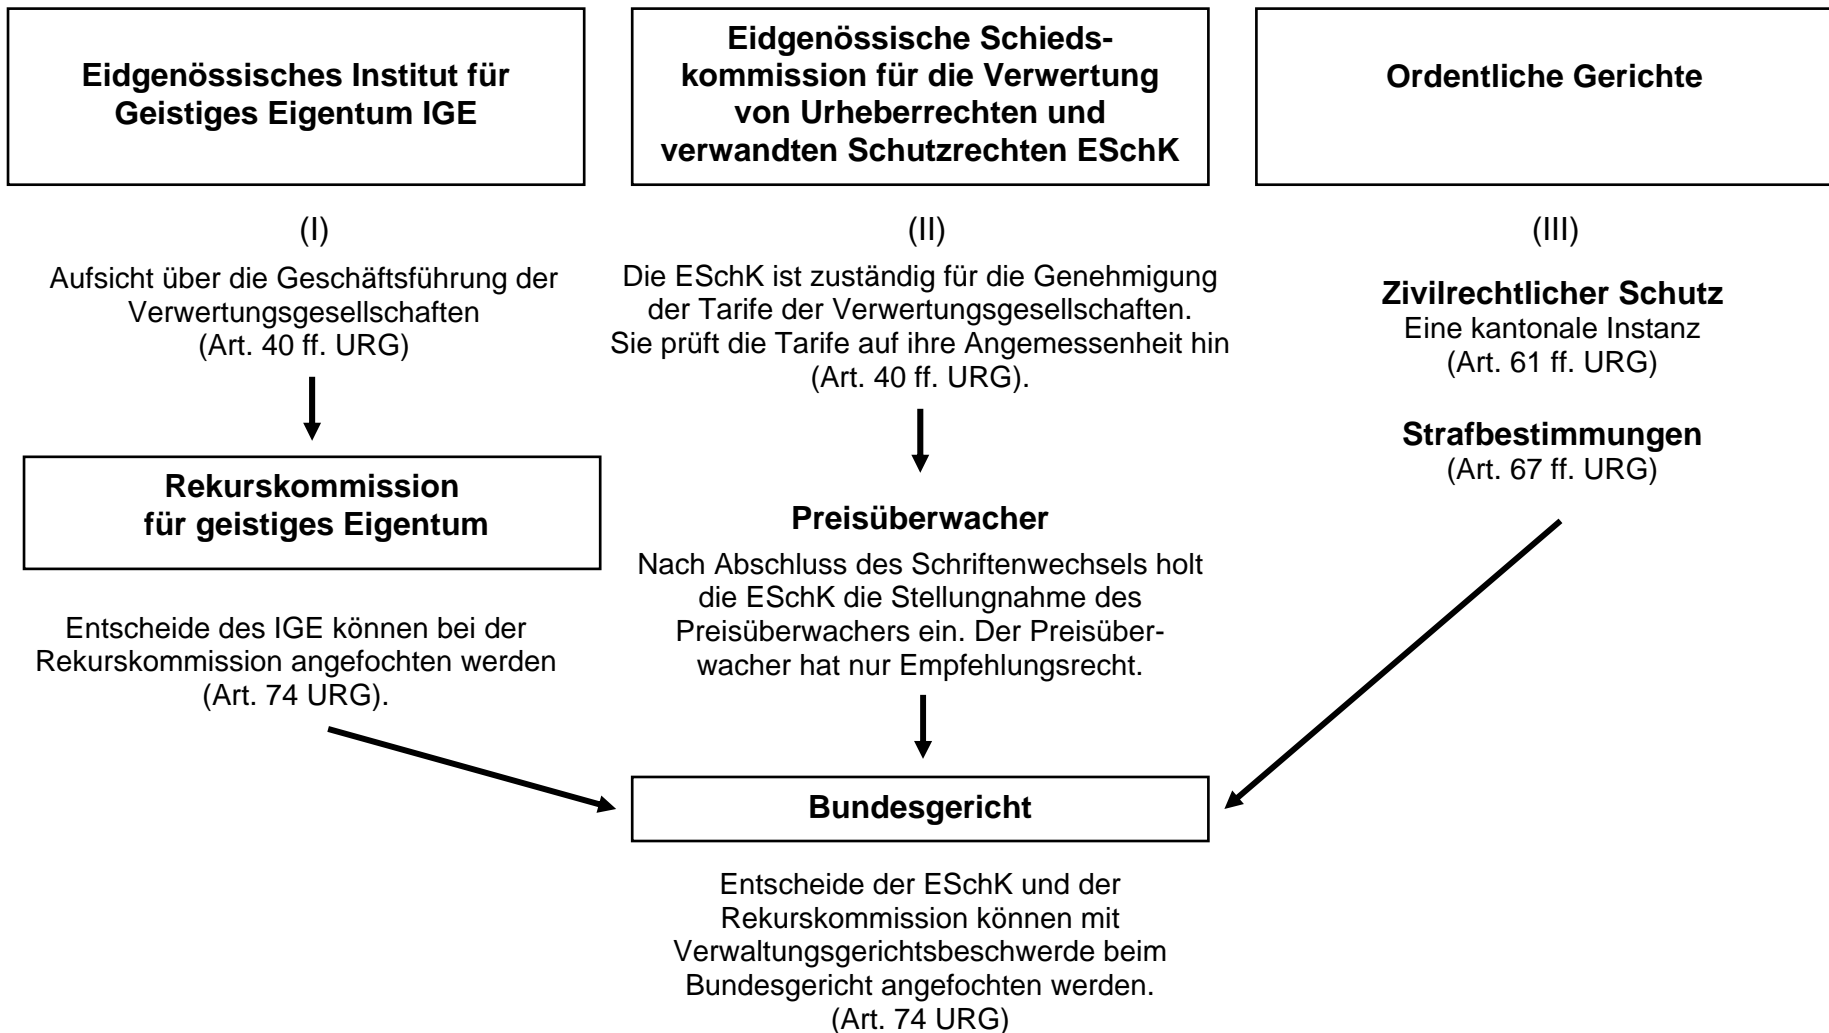 Eidgenössisches Institut für
Geistiges Eigentum IGE
(I)
Aufsicht über die Geschäftsführung der
Verwertungsgesellschaften
(Art. 40 ff. URG)
Rekurskommission
für geistiges Eigentum
Entscheide des IGE können bei der
Rekurskommission angefochten werden
(Art. 74 URG).
Eidgenössische Schieds-
kommission für die Verwertung
von Urheberrechten und
verwandten Schutzrechten ESchK
(II)
Die ESchK ist zuständig für die Genehmigung
der Tarife der Verwertungsgesellschaften.
Sie prüft die Tarife auf ihre Angemessenheit hin
(Art. 40 ff. URG).
Preisüberwacher
Nach Abschluss des Schriftenwechsels holt
die ESchK die Stellungnahme des
Preisüberwachers ein. Der Preisüber-
wacher hat nur Empfehlungsrecht.
Ordentliche Gerichte
(III)
Zivilrechtlicher Schutz
Eine kantonale Instanz
(Art. 61 ff. URG)
Strafbestimmungen
(Art. 67 ff. URG)
Bundesgericht
Entscheide der ESchK und der
Rekurskommission können mit
Verwaltungsgerichtsbeschwerde beim
Bundesgericht angefochten werden.
(Art. 74 URG)